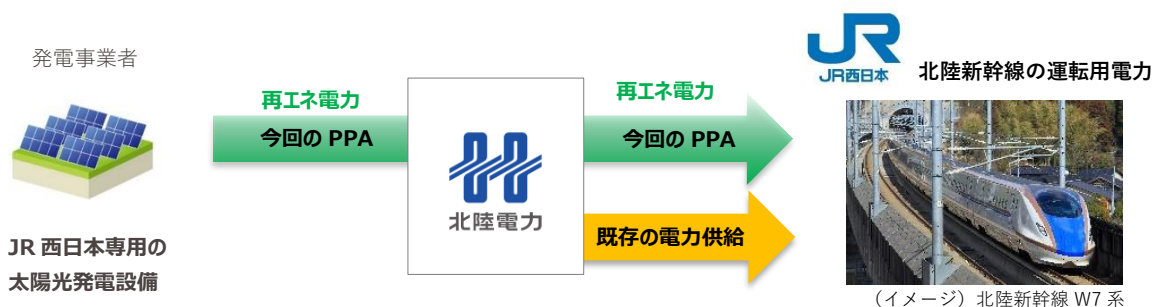 発電事業者
JR 西日本専用の
太陽光発電設備
再エネ電力
今回の PPA
北陸電力
再エネ電力
今回の PPA
既存の電力供給
JR
JR西日本
北陸新幹線の運転用電力
（イメージ）北陸新幹線 W7 系